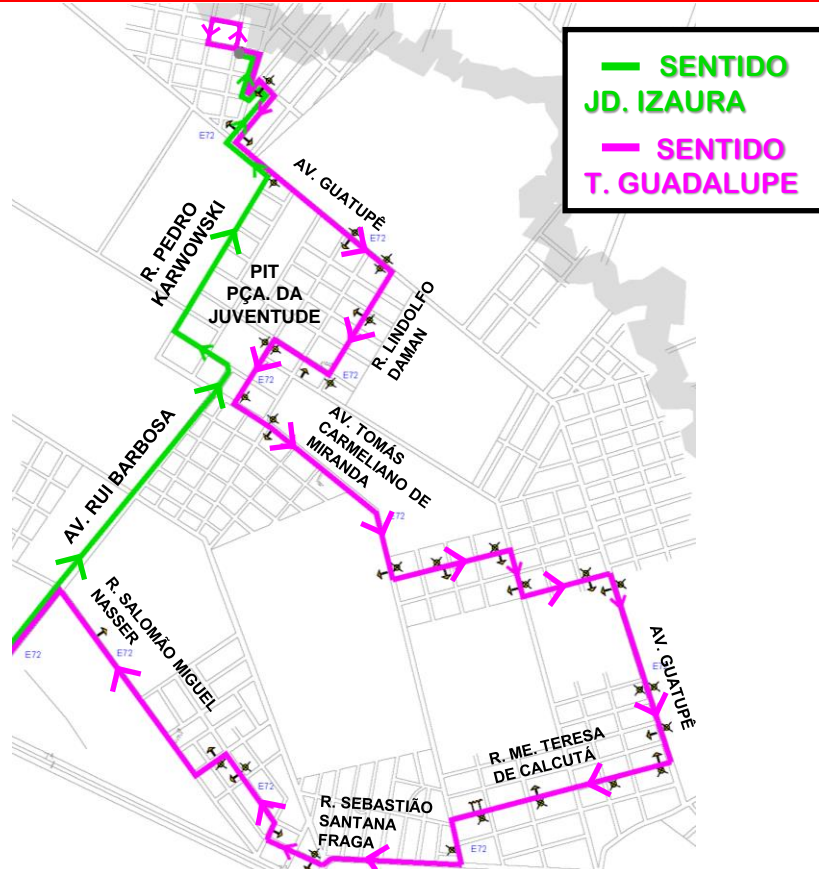 SENTIDO
JD. IZAURA
SENTIDO
T. GUADALUPE
E72
AV. GUATUPÊ
E72
R. PEDRO
KARWOWSKI
PIT
PÇA. DA
JUVENTUDE
R. LINDOLFO
DAMAN
E72
E72
AV. TOMÁS
CARMELIANO DE
MIRANDA
AV. RUI BARBOSA
E72
R. SALOMÃO MIGUEL
NASSER
E72
E72
AV. GUATUPÊ
R. ME. TERESA
DE CALCUTÁ
E72
R. SEBASTIÃO
SANTANA
FRAGA
E72